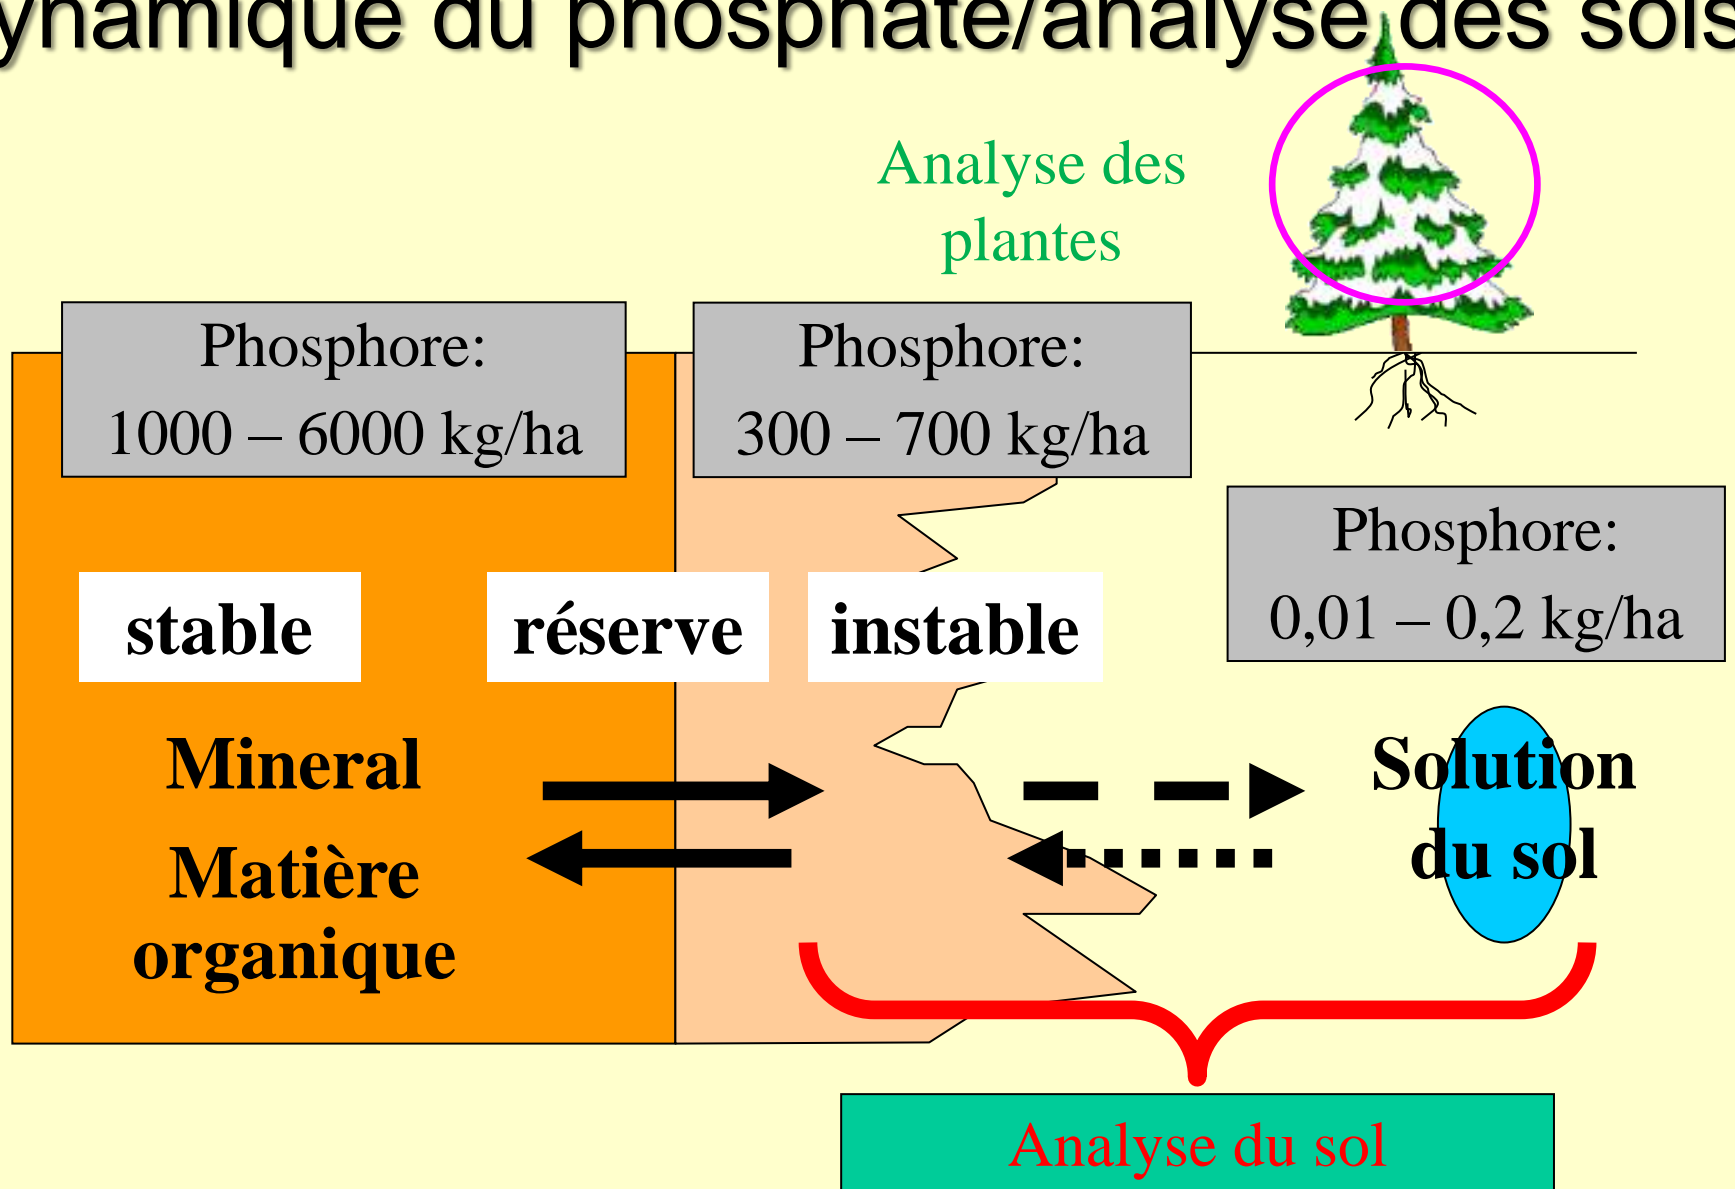 ynamique du phosphate/analyse des sols
Analyse des
plantes
Phosphore:
1000 – 6000 kg/ha
Phosphore:
300 – 700 kg/ha
Phosphore:
0,01 – 0,2 kg/ha
stable
réserve
instable
Mineral
Matière
organique
Solution
du sol
Analyse du sol